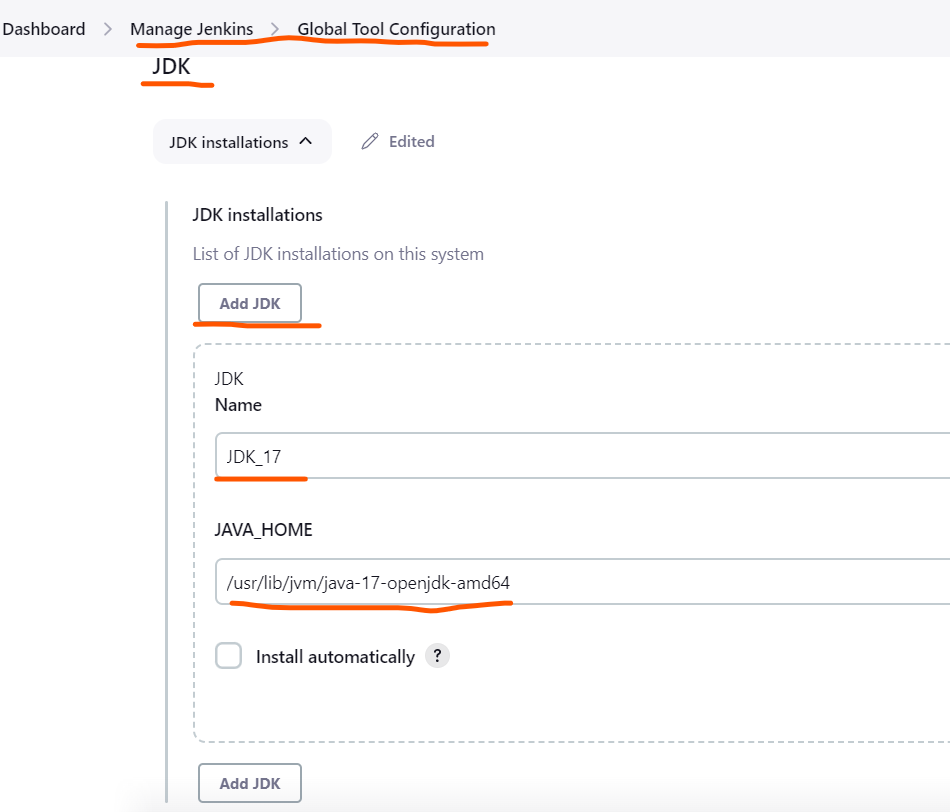 Dashboard > Manage Jenkins > Global Tool Configuration
JDK
JDK installations Edited
JDK installations
List of JDK installations on this system
Add JDK
JDK
Name
JDK_17
JAVA_HOME
/usr/lib/jvm/java-17-openjdk-amd64
Install automatically ?
Add JDK